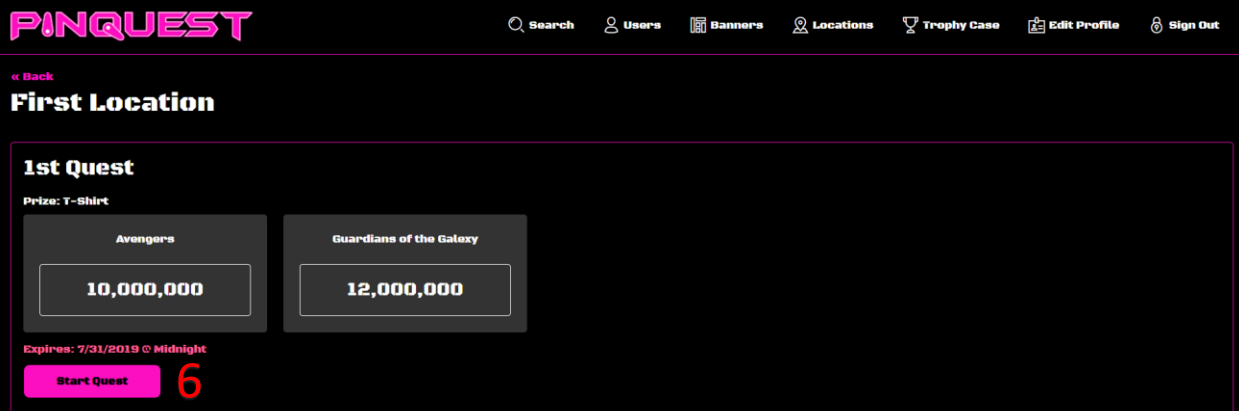 PINQUEST
Search Users Banners Locations Trophy Case Edit Profile Sign Out
« Back
First Location
1st Quest
Prize: T-Shirt
Avengers
10,000,000
Guardians of the Galexy
12,000,000
Expires: 7/31/2019 @ Midnight
Start Quest
6